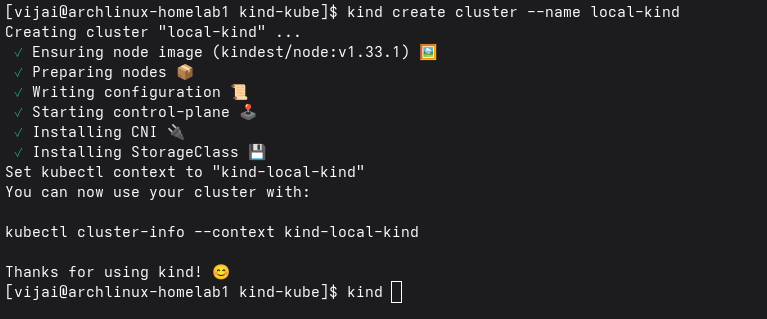 [vijai@archlinux-homelab1 kind-kube]$ kind create cluster --name local-kind
Creating cluster "local-kind" ...
✓ Ensuring node image (kindest/node:v1.33.1) 🖼️
✓ Preparing nodes 📦
✓ Writing configuration 📜
✓ Starting control-plane 🕹️
✓ Installing CNI 🔌
✓ Installing StorageClass 💾
Set kubectl context to "kind-local-kind"
You can now use your cluster with:

kubectl cluster-info --context kind-local-kind

Thanks for using kind! 😊
[vijai@archlinux-homelab1 kind-kube]$ kind